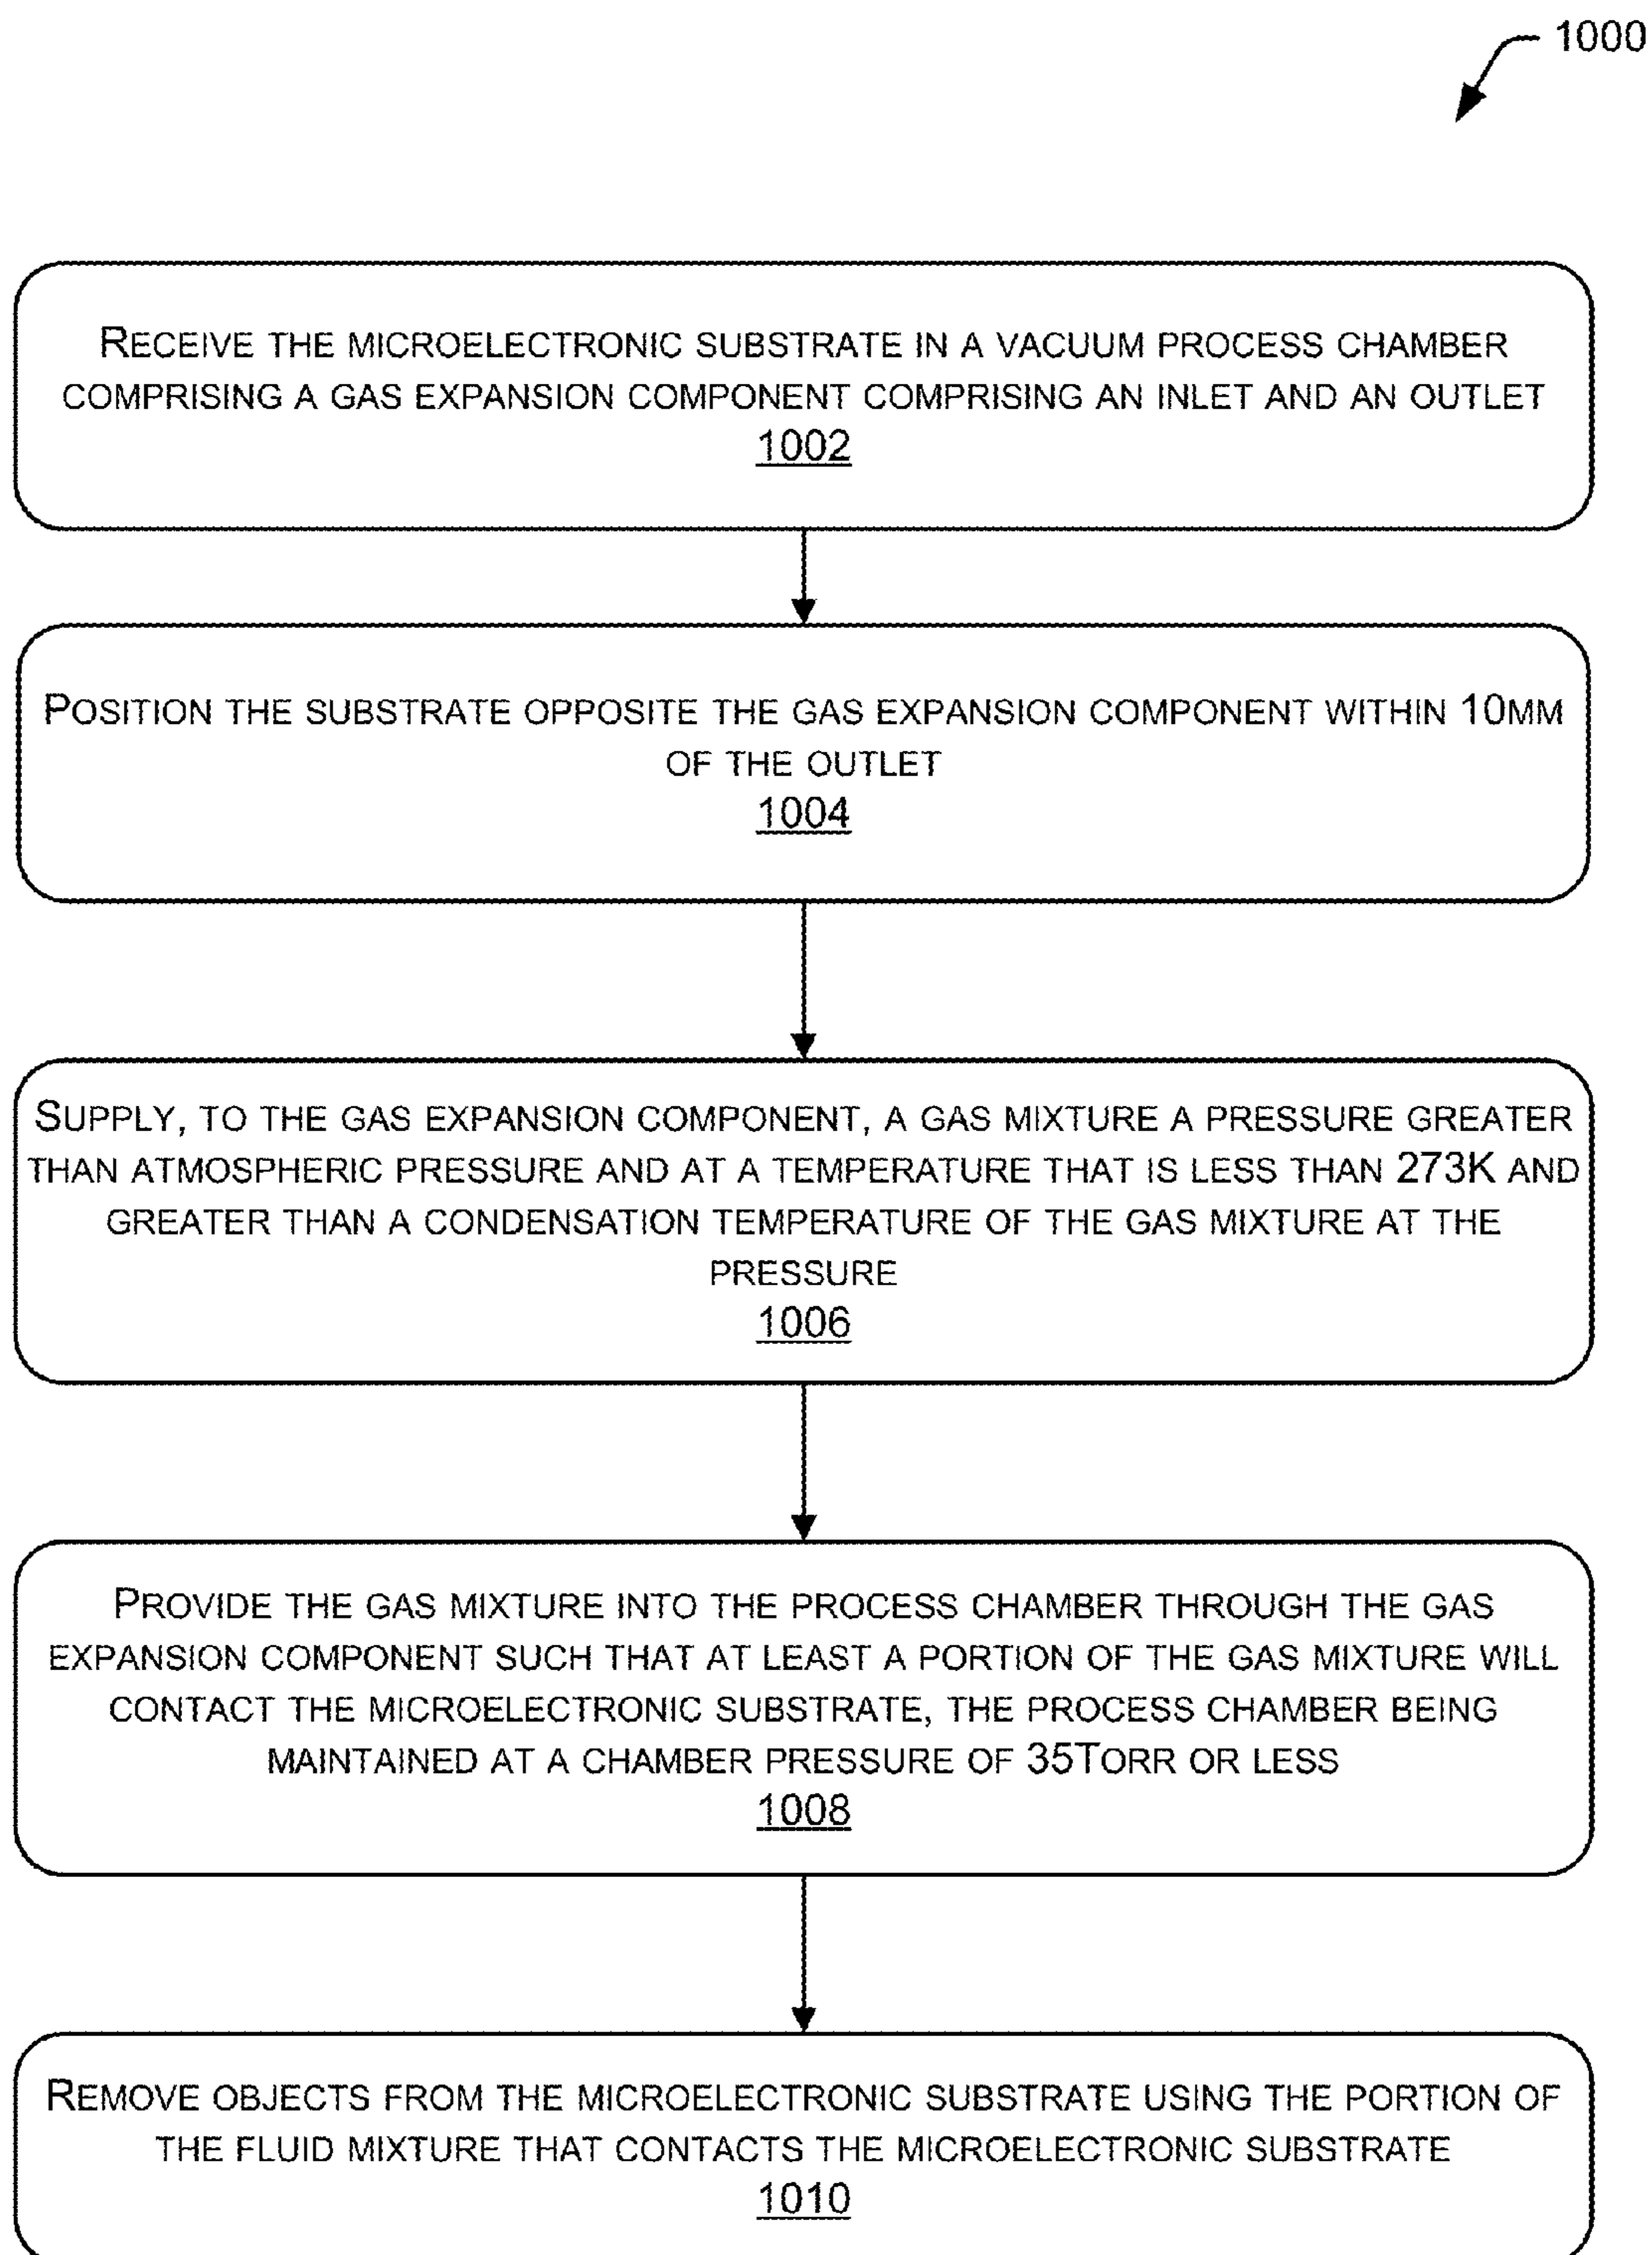 1000
RECEIVE THE MICROELECTRONIC SUBSTRATE IN A VACUUM PROCESS CHAMBER
COMPRISING A GAS EXPANSION COMPONENT COMPRISING AN INLET AND AN OUTLET
1002
POSITION THE SUBSTRATE OPPOSITE THE GAS EXPANSION COMPONENT WITHIN 10MM
OF THE OUTLET
1004
SUPPLY, TO THE GAS EXPANSION COMPONENT, A GAS MIXTURE A PRESSURE GREATER
THAN ATMOSPHERIC PRESSURE AND AT A TEMPERATURE THAT IS LESS THAN 273K AND
GREATER THAN A CONDENSATION TEMPERATURE OF THE GAS MIXTURE AT THE
PRESSURE
1006
PROVIDE THE GAS MIXTURE INTO THE PROCESS CHAMBER THROUGH THE GAS
EXPANSION COMPONENT SUCH THAT AT LEAST A PORTION OF THE GAS MIXTURE WILL
CONTACT THE MICROELECTRONIC SUBSTRATE, THE PROCESS CHAMBER BEING
MAINTAINED AT A CHAMBER PRESSURE OF 35TORR OR LESS
1008
REMOVE OBJECTS FROM THE MICROELECTRONIC SUBSTRATE USING THE PORTION OF
THE FLUID MIXTURE THAT CONTACTS THE MICROELECTRONIC SUBSTRATE
1010